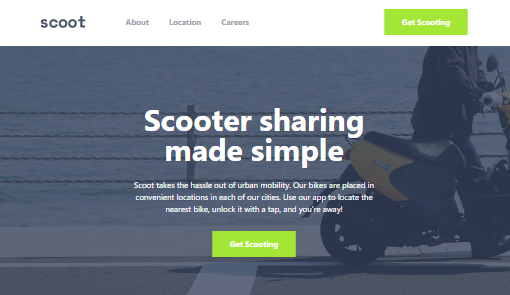 scoot
About
Location
Careers
Get Scooting
Scooter sharing
made simple
Scoot takes the hassle out of urban mobility. Our bikes are placed in
convenient locations in each of our cities. Use our app to locate the
nearest bike, unlock it with a tap, and you're away!
Get Scooting